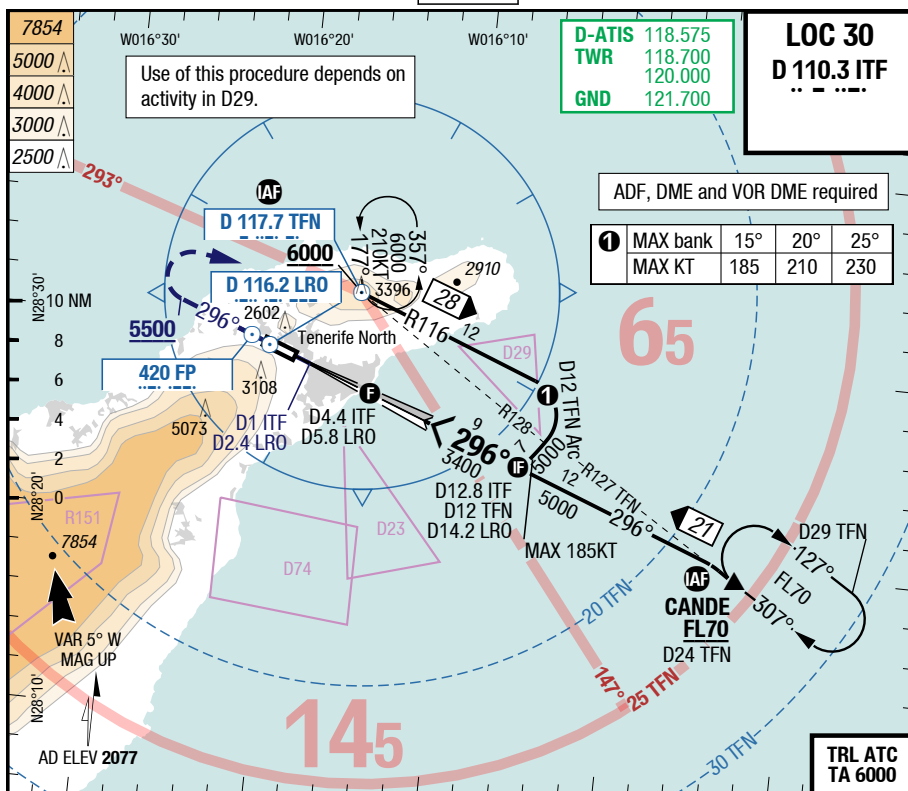 7854
5000
4000
3000
2500
W016°30'
W016°20'
W016°10'
Use of this procedure depends on
activity in D29.
D-ATIS 118.575
TWR 118.700
120.000
GND 121.700
LOC 30
D 110.3 ITF
ADF, DME and VOR DME required
1 MAX bank 15° 20° 25°
MAX KT 185 210 230
293°
IAF
D 117.7 TFN
6000
177°
210KT
6000
357°
2910
3396
28
12
R116
D 116.2 LRO
2602
Tenerife North
5500
296°
420 FP
3108
5073
D1 ITF
D2.4 LRO
F
D4.4 ITF
D5.8 LRO
N28°30'
10 NM
8
6
4
2
0
N28°20'
N28°10'
D29
65
1
D12 TFN Arc
R128
R127 TFN
9
296°
3400
7
5000
IF
D12.8 ITF
D12 TFN
D14.2 LRO
12
5000
296°
MAX 185KT
21
IAF
CANDE
FL70
D24 TFN
D29 TFN
127°
FL70
307°
R151
7854
D23
D74
VAR 5° W
MAG UP
AD ELEV 2077
145
147°
25 TFN
20 TFN
30 TFN
TRL ATC
TA 6000